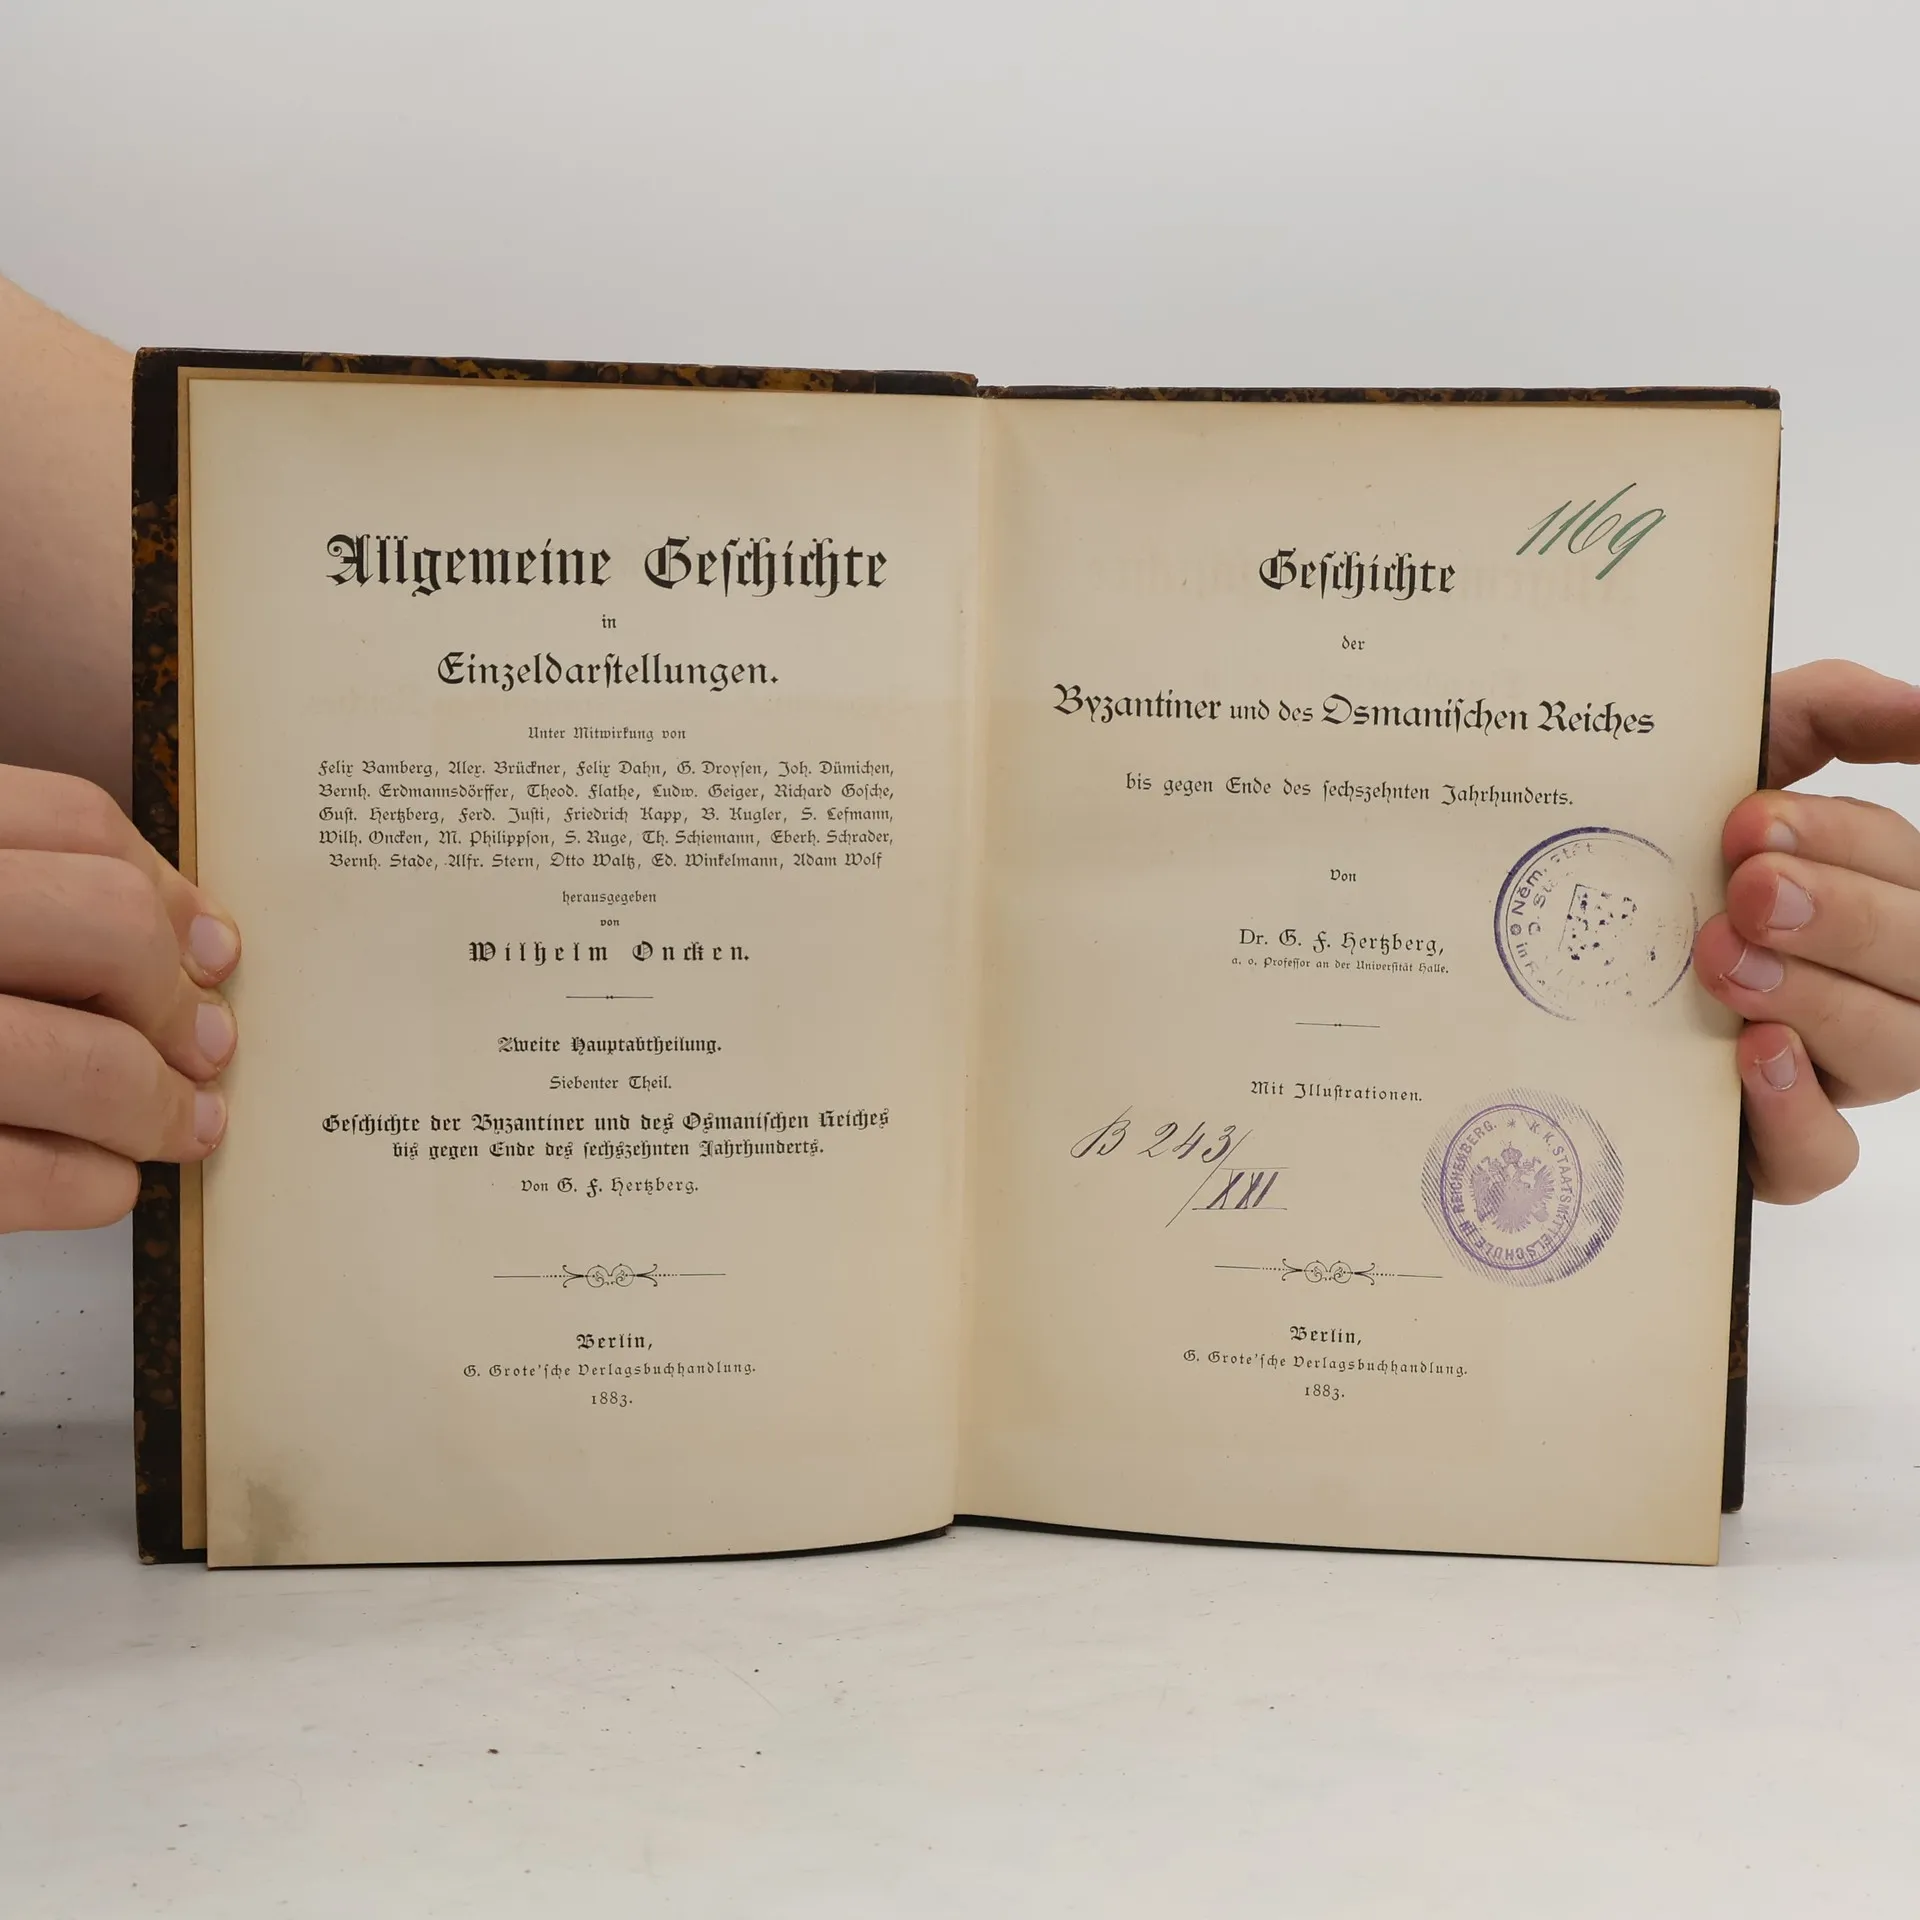 Allgemeine Geschichte
in
Einzeldarstellungen.
Unter Mitwirkung von
Felix Bamberg, Alex. Brückner, Felix Dahn, G. Droysen, Joh. Dümichen,
Bernh. Erdmannsdörffer, Theod. Flathe, Ludw. Geiger, Richard Gosche,
Gust. Hertzberg, Ferd. Justi, Friedrich Kapp, B. Kugler, S. Lefmann,
Wilh. Oncken, M. Philippson, S. Ruge, Th. Schiemann, Eberh. Schrader,
Bernh. Stade, Alfr. Stern, Otto Waltz, Ed. Winkelmann, Adam Wolf
herausgegeben
von
Wilhelm Oncken.
Zweite Hauptabtheilung.
Siebenter Theil.
Geschichte der Byzantiner und des Osmanischen Reiches
bis gegen Ende des sechszehnten Jahrhunderts.
Von G. F. Hertzberg.
Berlin,
G. Grote'sche Verlagsbuchhandlung.
1883.
1169
Geschichte
der
Byzantiner und des Osmanischen Reiches
bis gegen Ende des sechszehnten Jahrhunderts.
Von
Dr. G. F. Hertzberg,
a. o. Professor an der Universität Halle.
Něm. stát
Mit Illustrationen.
B 243/
XXI
K.K. STAATSMITTELSCHULE IN REICHENBERG.
Berlin,
G. Grote'sche Verlagsbuchhandlung.
1883.